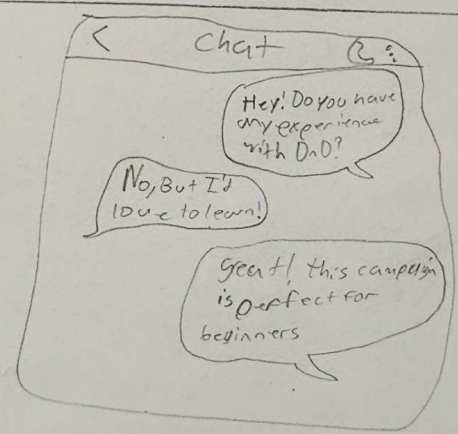 Chat
Hey! Do you have
any experience
with DnD?
No, But I'd
love to learn!
great! this campaign
is perfect for
beginners